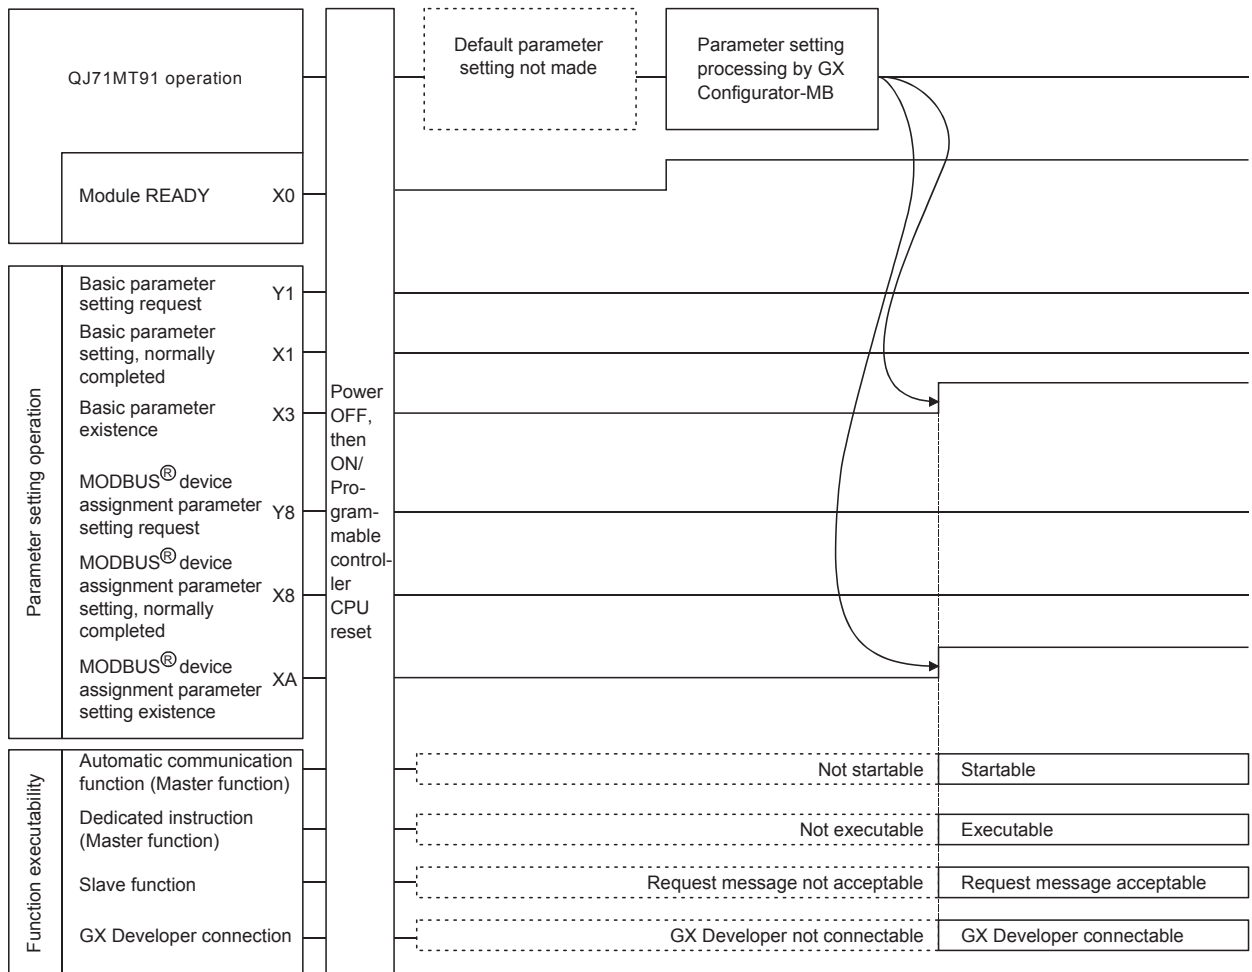 QJ71MT91 operation
Default parameter
setting not made
Parameter setting
processing by GX
Configurator-MB
Module READY X0
Parameter setting operation
Basic parameter
setting request Y1
Basic parameter
setting, normally X1
completed
Basic parameter
existence X3
MODBUS® device
assignment parameter
setting request Y8
MODBUS® device
assignment parameter
setting, normally X8
completed
MODBUS® device
assignment parameter XA
setting existence
Power
OFF,
then
ON/
Pro-
gram-
mable
control-
ler
CPU
reset
Function executability
Automatic communication
function (Master function)
Not startable Startable
Dedicated instruction
(Master function)
Not executable Executable
Slave function
Request message not acceptable Request message acceptable
GX Developer connection
GX Developer not connectable GX Developer connectable